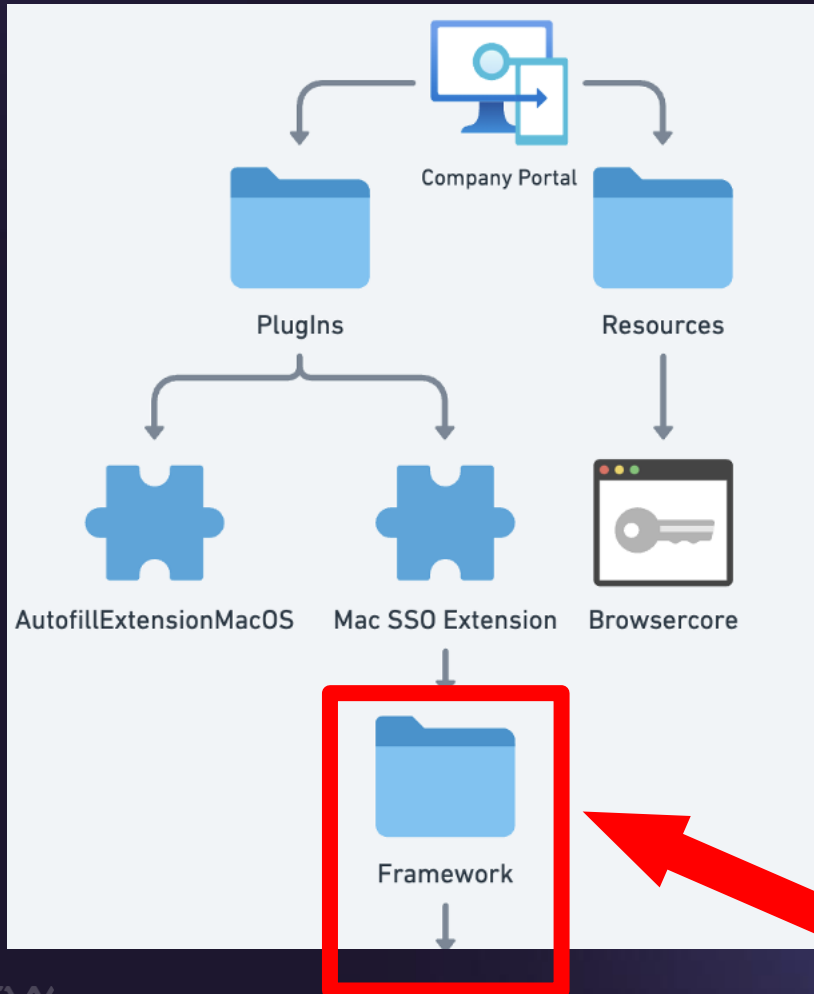 Company Portal
PlugIns
Resources
AutofillExtensionMacOS
Mac SSO Extension
Browsercore
Framework